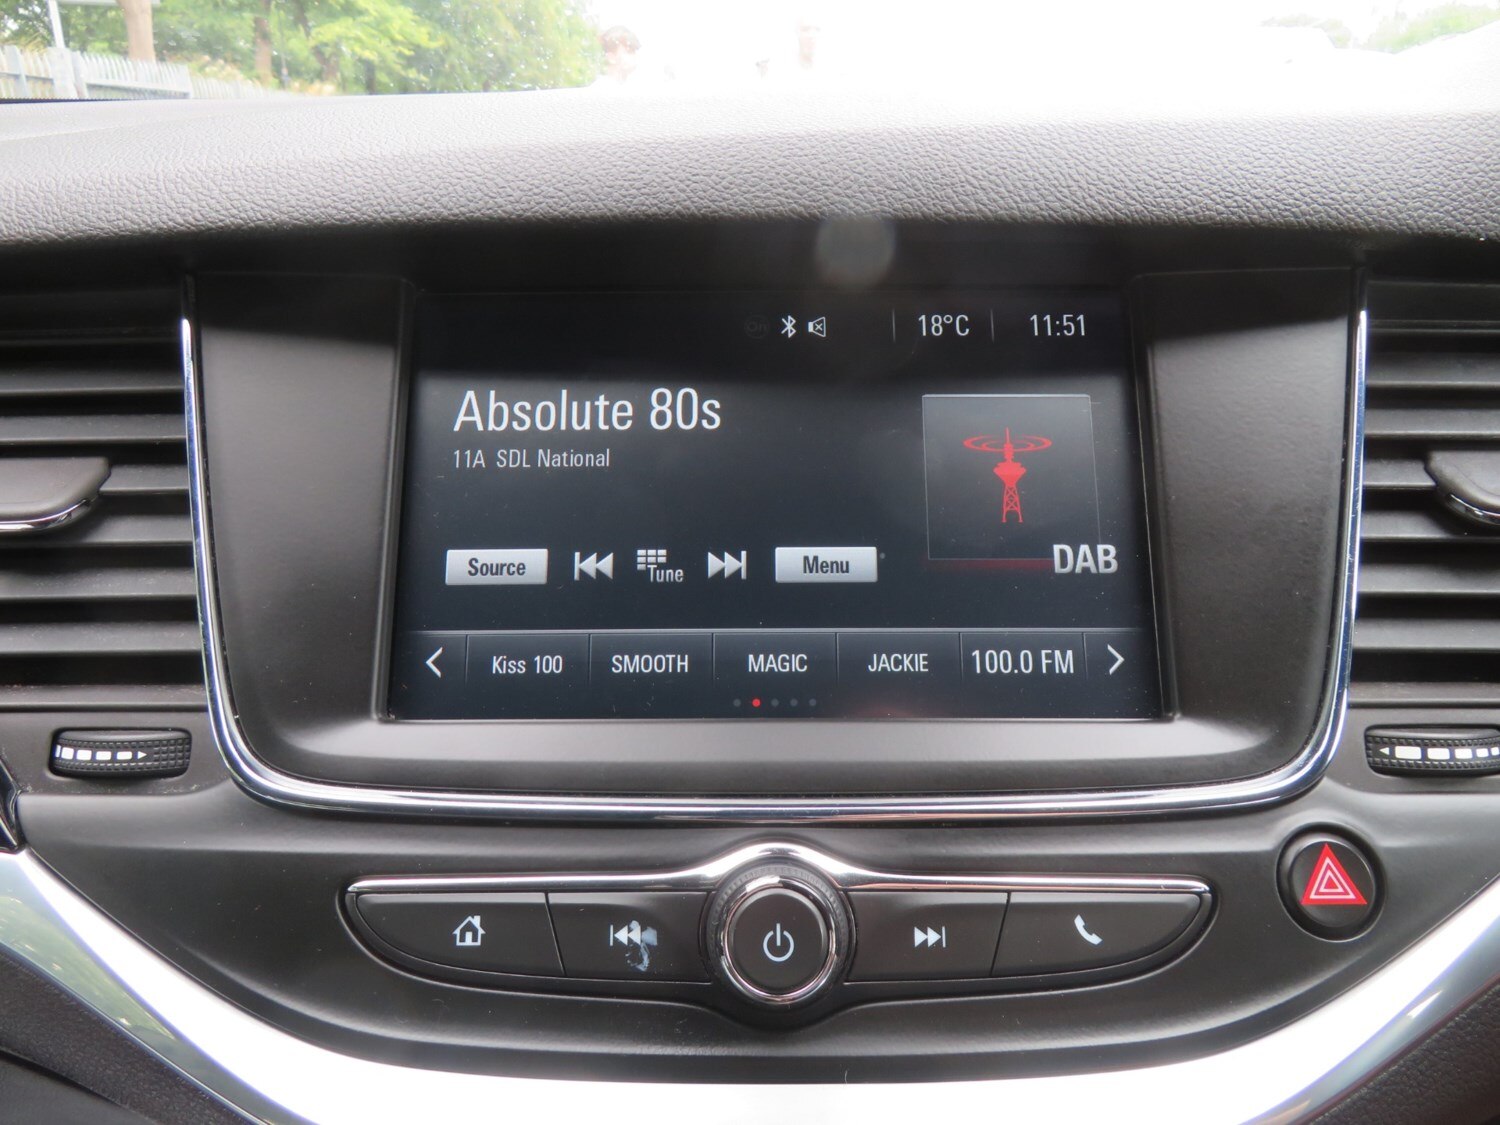 18°C 11:51
Absolute 80s
11A SDL National
Source Tune Menu
DAB
Kiss 100 SMOOTH MAGIC JACKIE 100.0 FM